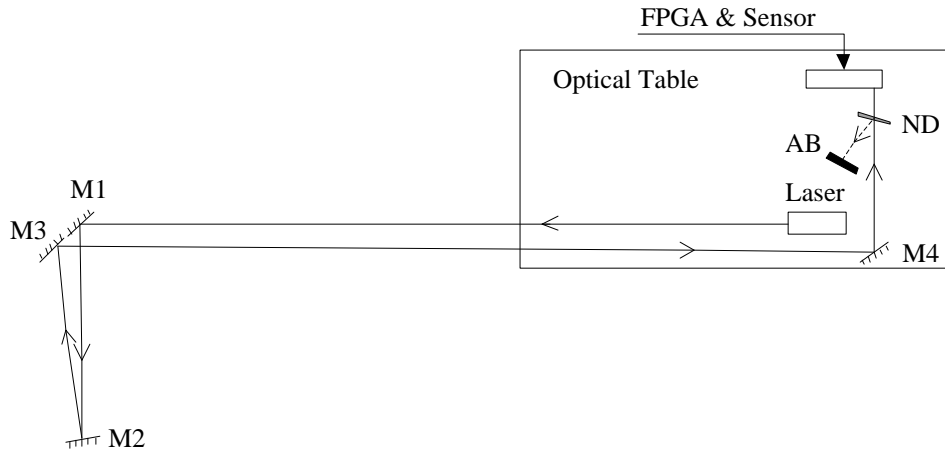 FPGA & Sensor
Optical Table
ND
AB
Laser
M1
M3
M4
M2